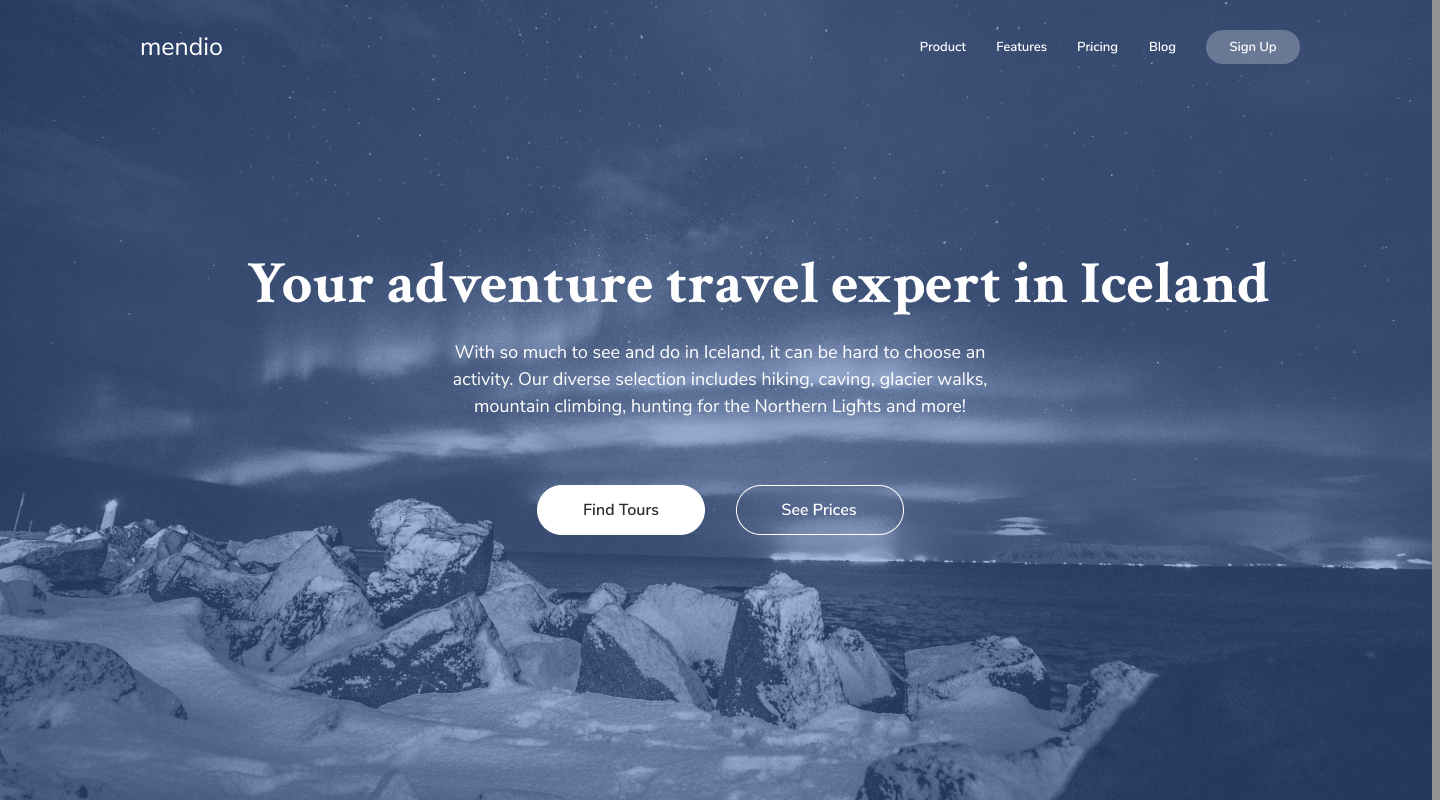 mendio
Product Features Pricing Blog Sign Up
Your adventure travel expert in Iceland
With so much to see and do in Iceland, it can be hard to choose an
activity. Our diverse selection includes hiking, caving, glacier walks,
mountain climbing, hunting for the Northern Lights and more!
Find Tours See Prices